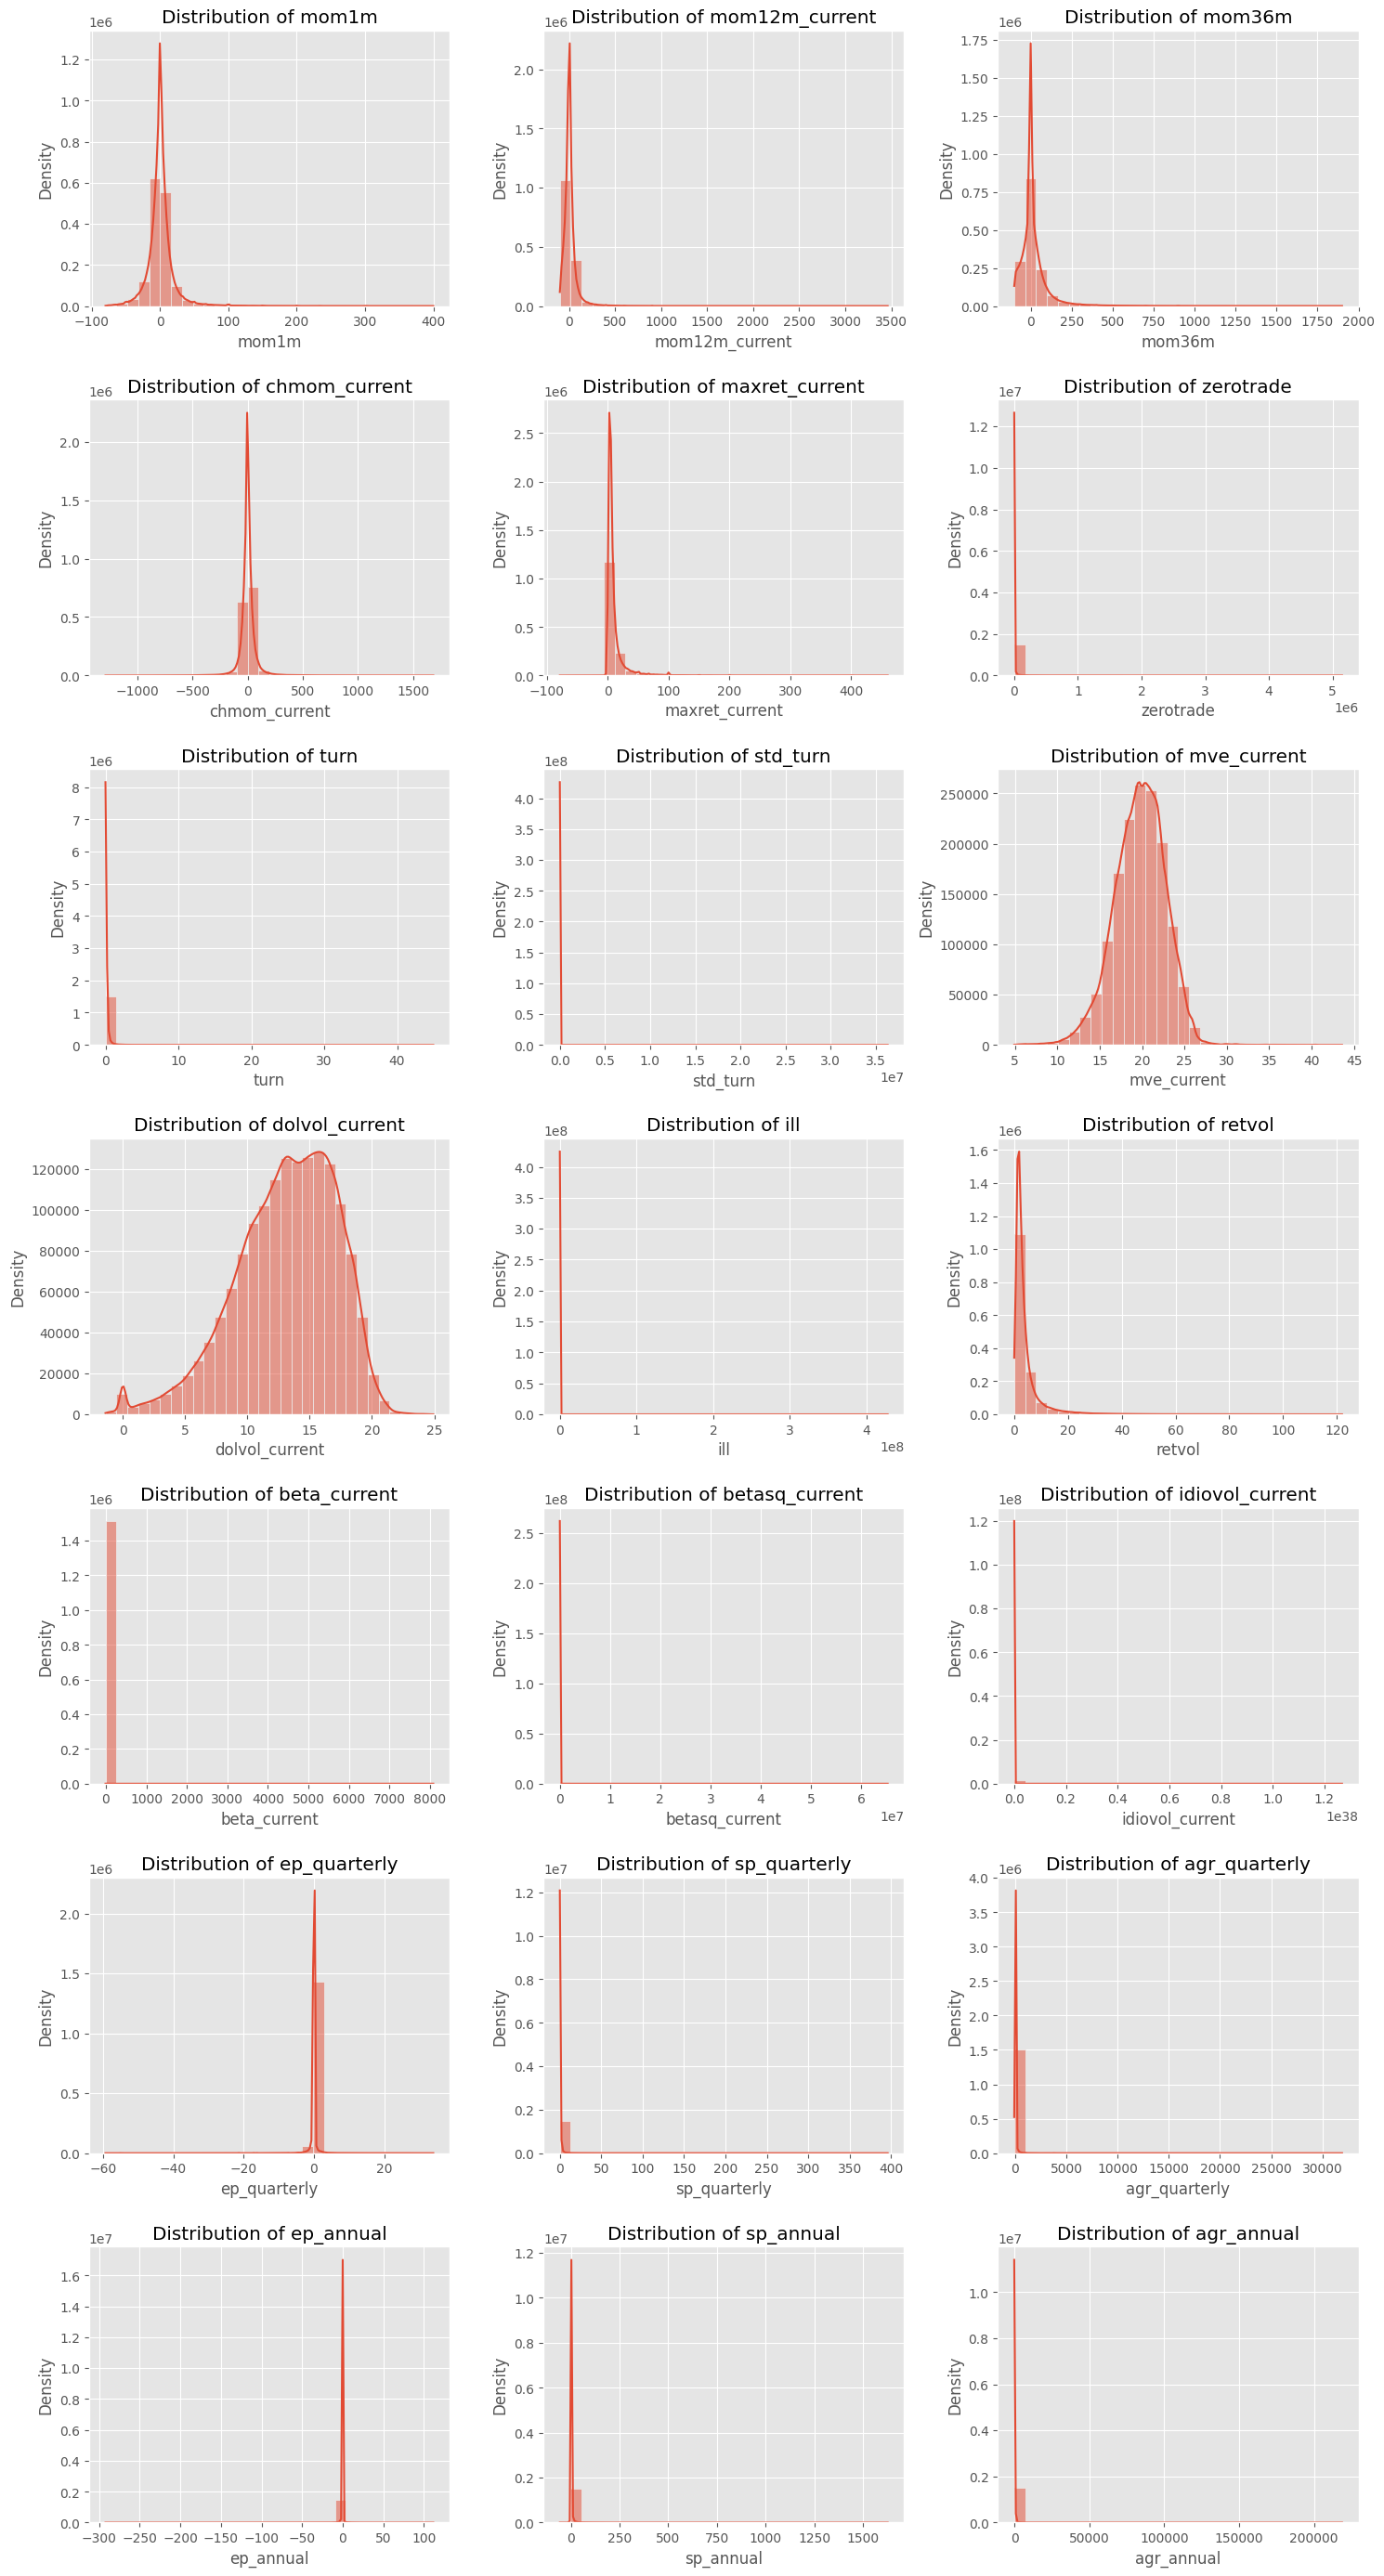 Distribution of mom1m Distribution of mom12m_current Distribution of mom36m
1e6 1e6 1e6
Density 0.0 0.2 0.4 0.6 0.8 1.0 1.2
−100 0 100 200 300 400
mom1m
Density 0.0 0.5 1.0 1.5 2.0
0 500 1000 1500 2000 2500 3000 3500
mom12m_current
Density 0.00 0.25 0.50 0.75 1.00 1.25 1.50 1.75
0 250 500 750 1000 1250 1500 1750 2000
mom36m
Distribution of chmom_current Distribution of maxret_current Distribution of zerotrade
1e6 1e6 1e7
Density 0.0 0.5 1.0 1.5 2.0
−1000 −500 0 500 1000 1500
chmom_current
Density 0.0 0.5 1.0 1.5 2.0 2.5
−100 0 100 200 300 400
maxret_current
Density 0.0 0.2 0.4 0.6 0.8 1.0 1.2
0 1 2 3 4 5
1e6
zerotrade
Distribution of turn Distribution of std_turn Distribution of mve_current
1e6 1e8
Density 0 1 2 3 4 5 6 7 8
0 10 20 30 40
turn
Density 0.0 0.5 1.0 1.5 2.0 2.5 3.0 3.5 4.0
0.0 0.5 1.0 1.5 2.0 2.5 3.0 3.5
1e7
std_turn
Density 0 50000 100000 150000 200000 250000
5 10 15 20 25 30 35 40 45
mve_current
Distribution of dolvol_current Distribution of ill Distribution of retvol
1e8 1e6
Density 0 20000 40000 60000 80000 100000 120000
0 5 10 15 20 25
dolvol_current
Density 0.0 0.5 1.0 1.5 2.0 2.5 3.0 3.5 4.0
0 1 2 3 4
1e8
ill
Density 0.0 0.2 0.4 0.6 0.8 1.0 1.2 1.4 1.6
0 20 40 60 80 100 120
retvol
Distribution of beta_current Distribution of betasq_current Distribution of idiovol_current
1e6 1e8 1e8
Density 0.0 0.2 0.4 0.6 0.8 1.0 1.2 1.4
0 1000 2000 3000 4000 5000 6000 7000 8000
beta_current
Density 0.0 0.5 1.0 1.5 2.0 2.5
0 1 2 3 4 5 6
1e7
betasq_current
Density 0.0 0.2 0.4 0.6 0.8 1.0 1.2
0.0 0.2 0.4 0.6 0.8 1.0 1.2
1e38
idiovol_current
Distribution of ep_quarterly Distribution of sp_quarterly Distribution of agr_quarterly
1e6 1e7 1e6
Density 0.0 0.5 1.0 1.5 2.0
−60 −40 −20 0 20
ep_quarterly
Density 0.0 0.2 0.4 0.6 0.8 1.0 1.2
0 50 100 150 200 250 300 350 400
sp_quarterly
Density 0.0 0.5 1.0 1.5 2.0 2.5 3.0 3.5 4.0
0 5000 10000 15000 20000 25000 30000
agr_quarterly
Distribution of ep_annual Distribution of sp_annual Distribution of agr_annual
1e7 1e7 1e7
Density 0.0 0.2 0.4 0.6 0.8 1.0 1.2 1.4 1.6
−300 −250 −200 −150 −100 −50 0 50 100
ep_annual
Density 0.0 0.2 0.4 0.6 0.8 1.0 1.2
0 250 500 750 1000 1250 1500
sp_annual
Density 0.0 0.2 0.4 0.6 0.8 1.0
0 50000 100000 150000 200000
agr_annual